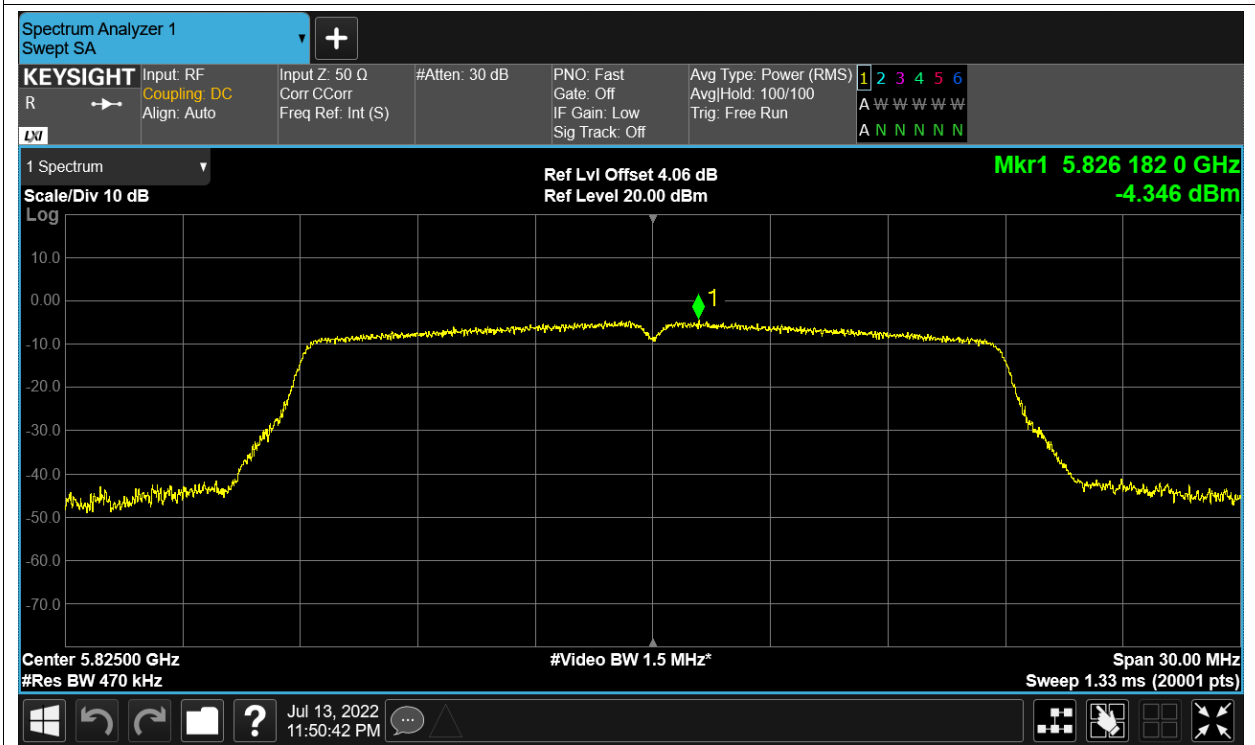 Spectrum Analyzer 1
Swept SA
KEYSIGHT
R
LXI
Input: RF
Coupling: DC
Align: Auto
Input Z: 50 Ω
Corr CCorr
Freq Ref: Int (S)
#Atten: 30 dB
PNO: Fast
Gate: Off
IF Gain: Low
Sig Track: Off
Avg Type: Power (RMS)
Avg|Hold: 100/100
Trig: Free Run
1 2 3 4 5 6
A W W W W W
A N N N N N
1 Spectrum
Scale/Div 10 dB
Log
Ref Lvl Offset 4.06 dB
Ref Level 20.00 dBm
Mkr1 5.826 182 0 GHz
-4.346 dBm
10.0
0.00
-10.0
-20.0
-30.0
-40.0
-50.0
-60.0
-70.0
1
Center 5.82500 GHz
#Res BW 470 kHz
#Video BW 1.5 MHz*
Span 30.00 MHz
Sweep 1.33 ms (20001 pts)
?
Jul 13, 2022
11:50:42 PM